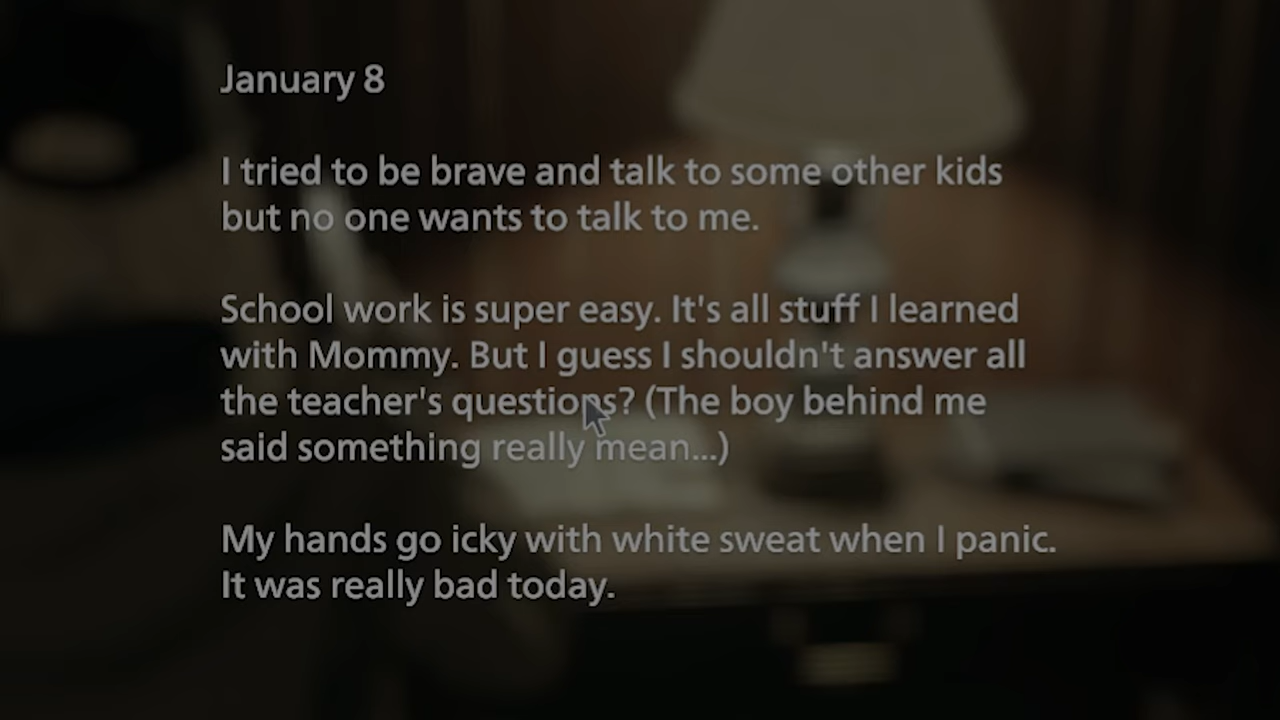 January 8
I tried to be brave and talk to some other kids
but no one wants to talk to me.
School work is super easy. It's all stuff I learned
with Mommy. But I guess I shouldn't answer all
the teacher's questions? (The boy behind me
said something really mean...)
My hands go icky with white sweat when I panic.
It was really bad today.